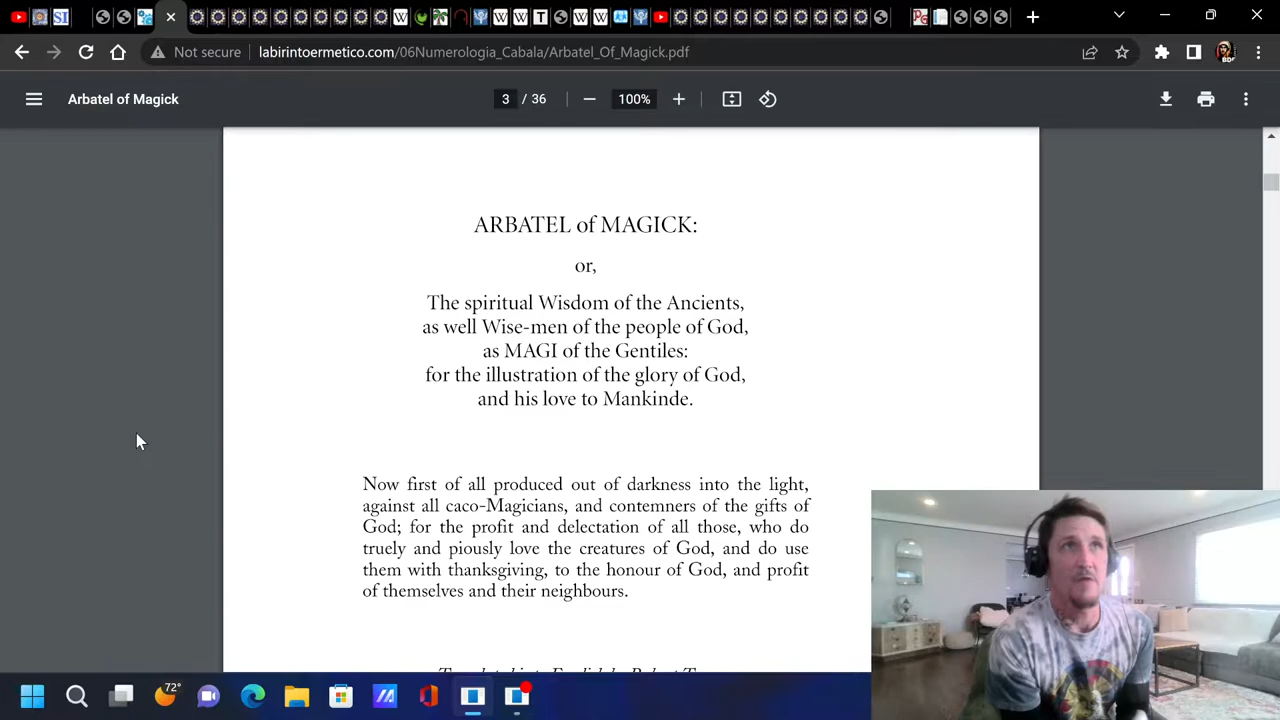 SI
W
W
W
T
W
W
Not secure
labirintoermetico.com/06Numerologia_Cabala/Arbatel_Of_Magick.pdf
Arbatel of Magick
3 / 36
100%
ARBATEL of MAGICK:
or,
The spiritual Wisdom of the Ancients,
as well Wise-men of the people of God,
as MAGI of the Gentiles:
for the illustration of the glory of God,
and his love to Mankinde.
Now first of all produced out of darkness into the light,
against all caco-Magicians, and contemners of the gifts of
God; for the profit and delectation of all those, who do
truely and piously love the creatures of God, and do use
them with thanksgiving, to the honour of God, and profit
of themselves and their neighbours.
72°